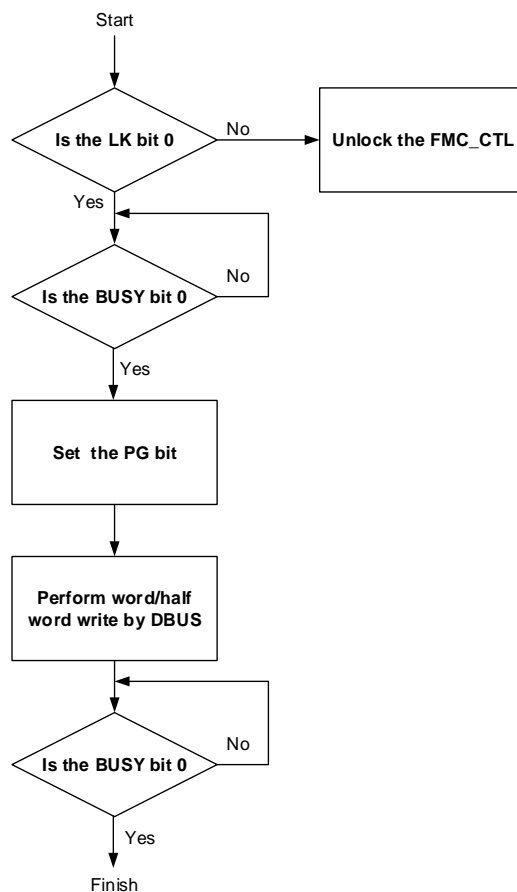 Start
Is the LK bit 0
No
Unlock the FMC_CTL
Yes
Is the BUSY bit 0
No
Yes
Set the PG bit
Perform word/half
word write by DBUS
Is the BUSY bit 0
No
Yes
Finish